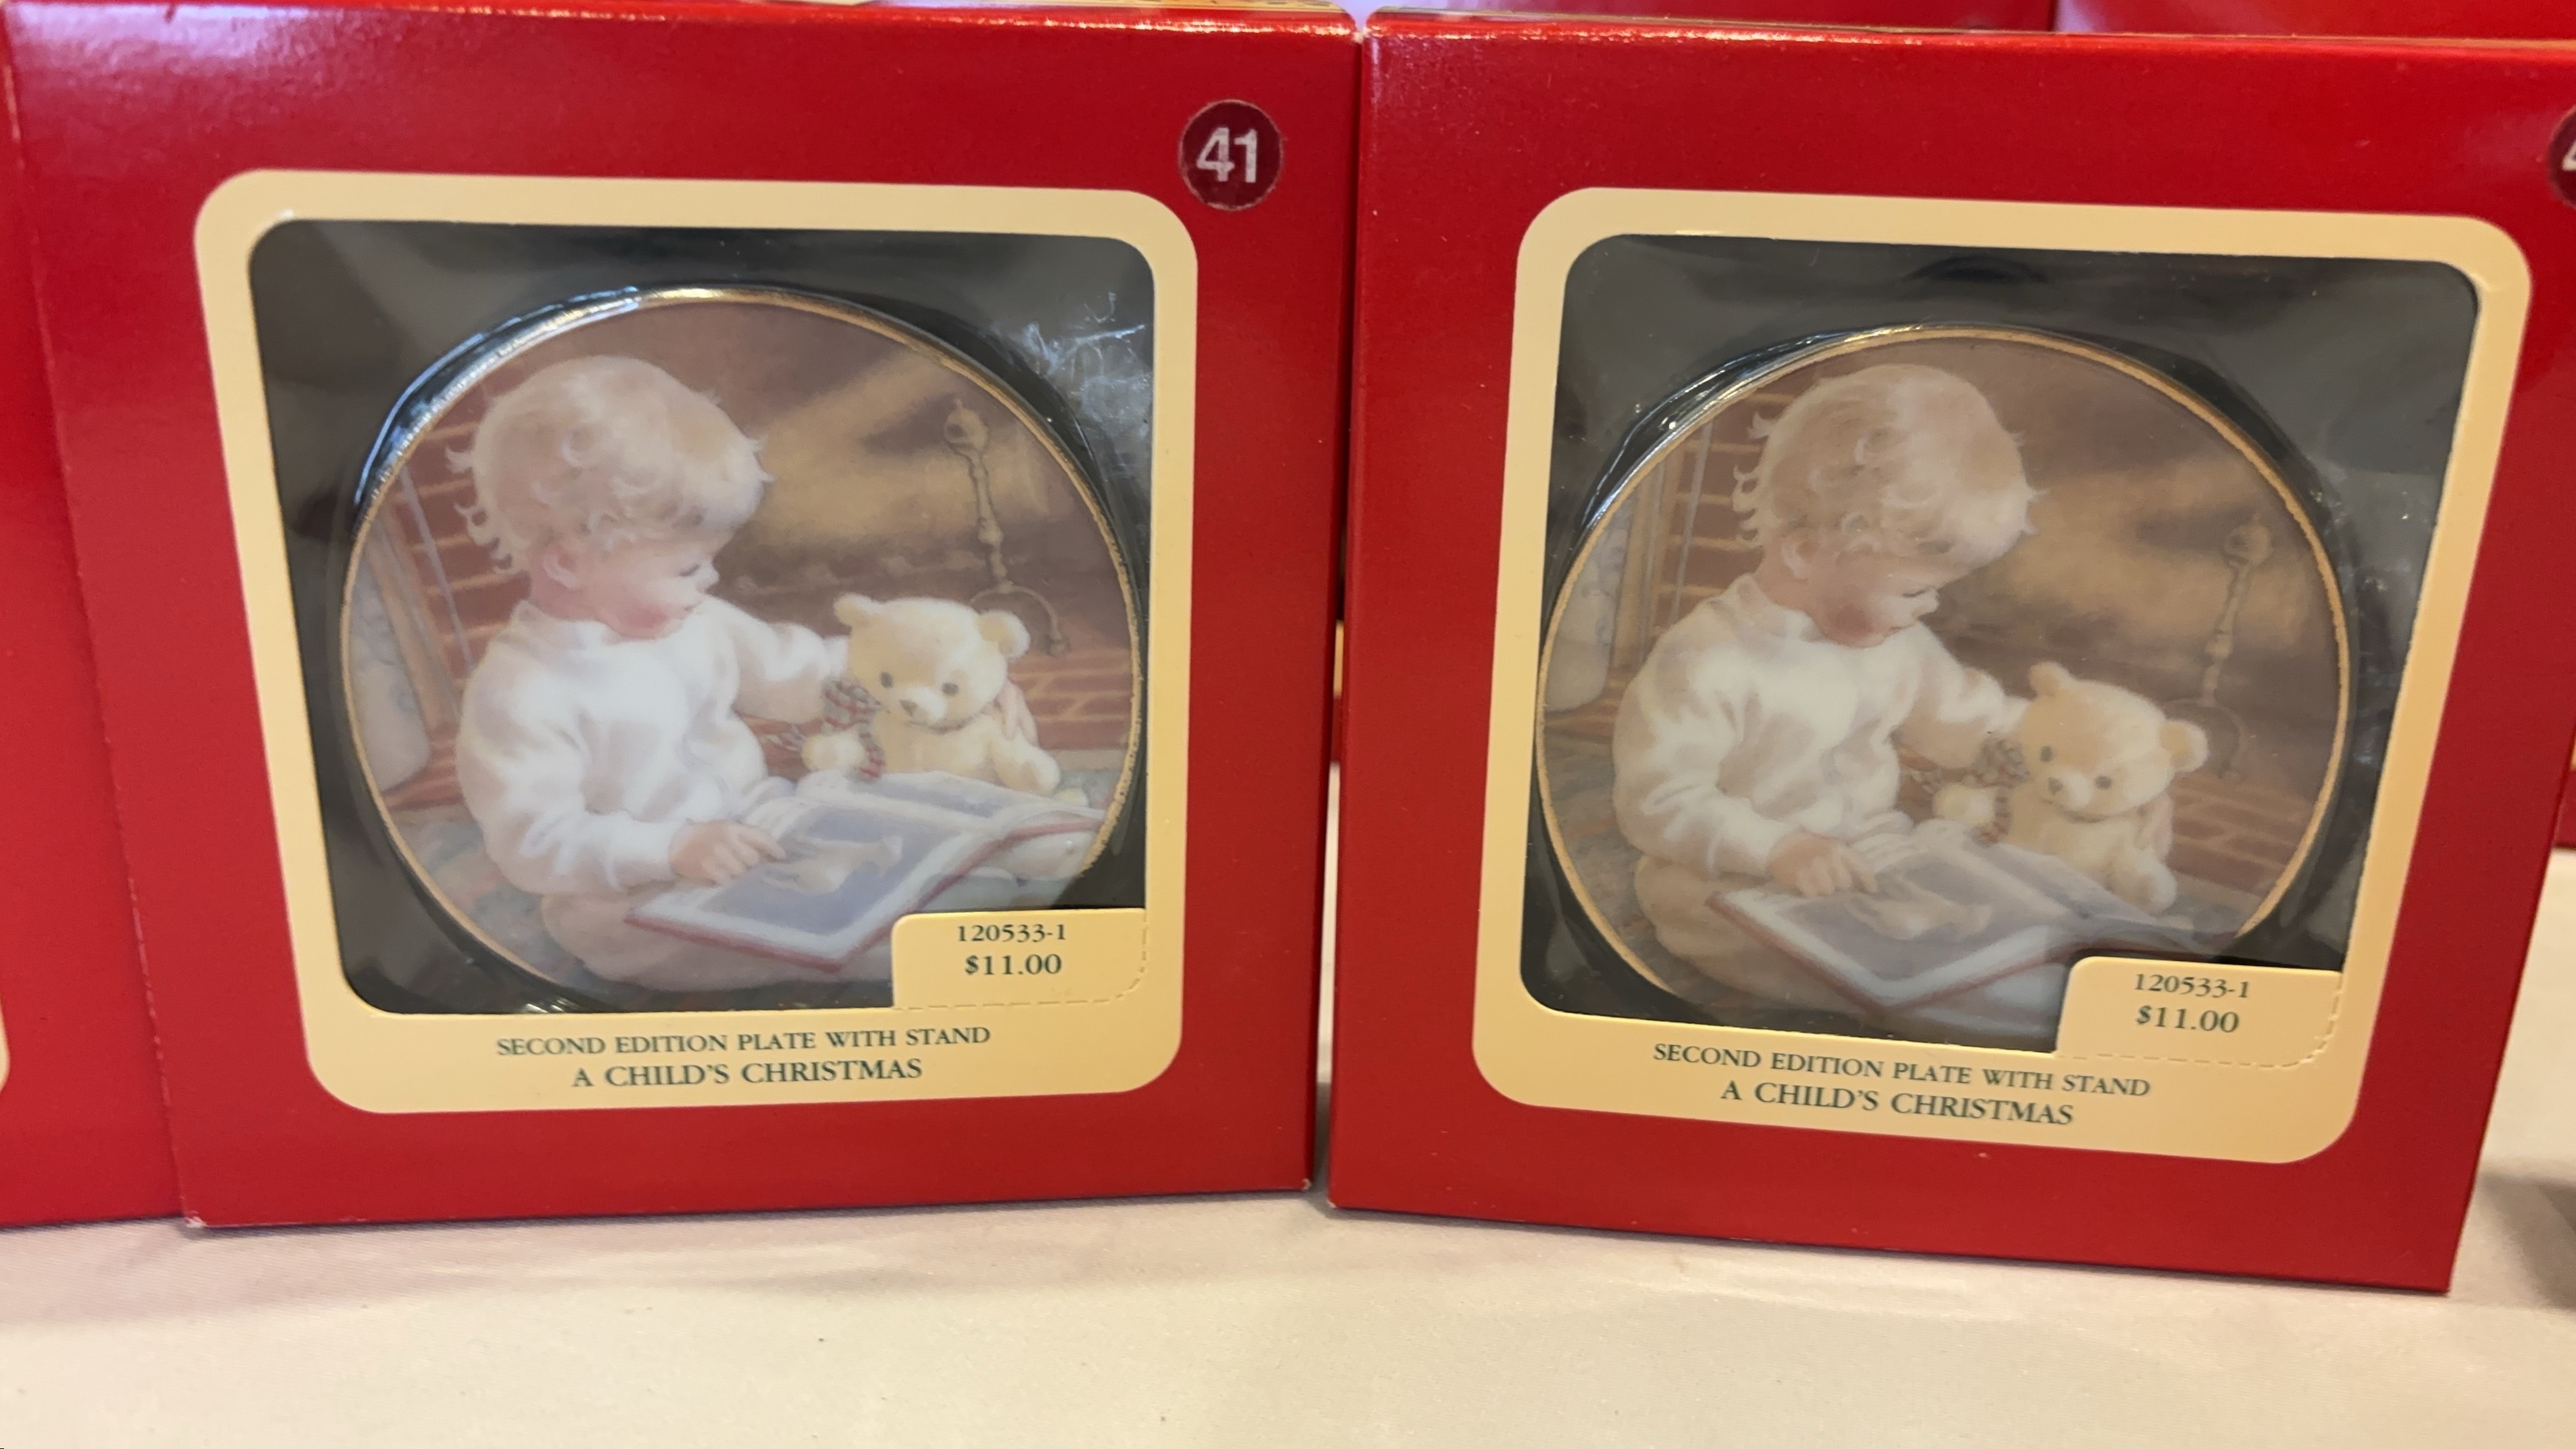 41
120533-1
$11.00
SECOND EDITION PLATE WITH STAND
A CHILD'S CHRISTMAS
120533-1
$11.00
SECOND EDITION PLATE WITH STAND
A CHILD'S CHRISTMAS